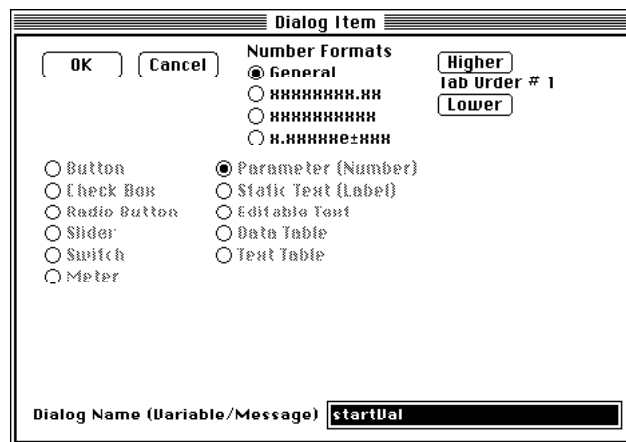 Dialog Item
OK
Cancel
Number Formats
General
xxxxxxxx.xx
xxxxxxxxxx
x.xxxxxe±xxx
Higher
Tab Order # 1
Lower
Button
Check Box
Radio Button
Slider
Switch
Meter
Parameter (Number)
Static Text (Label)
Editable Text
Data Table
Text Table
Dialog Name (Variable/Message)
startVal